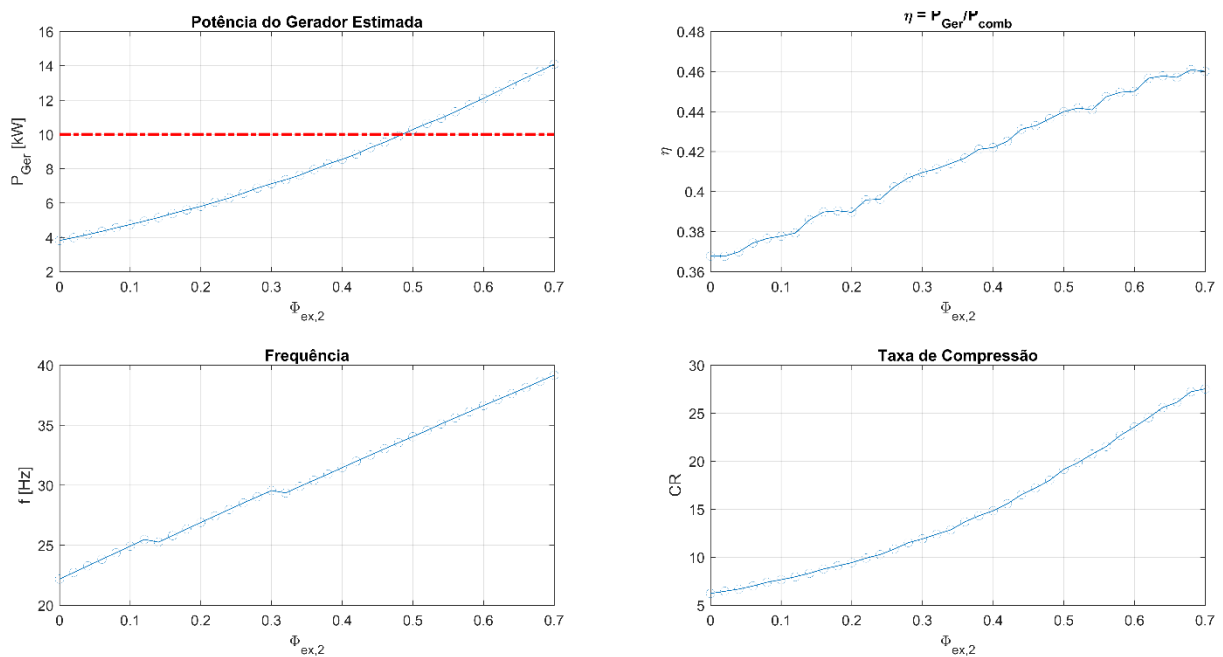 Potência do Gerador Estimada
P_Ger [kW]
16
14
12
10
8
6
4
2
0 0.1 0.2 0.3 0.4 0.5 0.6 0.7
Φ_ex,2
η = P_Ger/P_comb
η
0.48
0.46
0.44
0.42
0.4
0.38
0.36
0 0.1 0.2 0.3 0.4 0.5 0.6 0.7
Φ_ex,2
Frequência
f [Hz]
40
35
30
25
20
0 0.1 0.2 0.3 0.4 0.5 0.6 0.7
Φ_ex,2
Taxa de Compressão
CR
30
25
20
15
10
5
0 0.1 0.2 0.3 0.4 0.5 0.6 0.7
Φ_ex,2